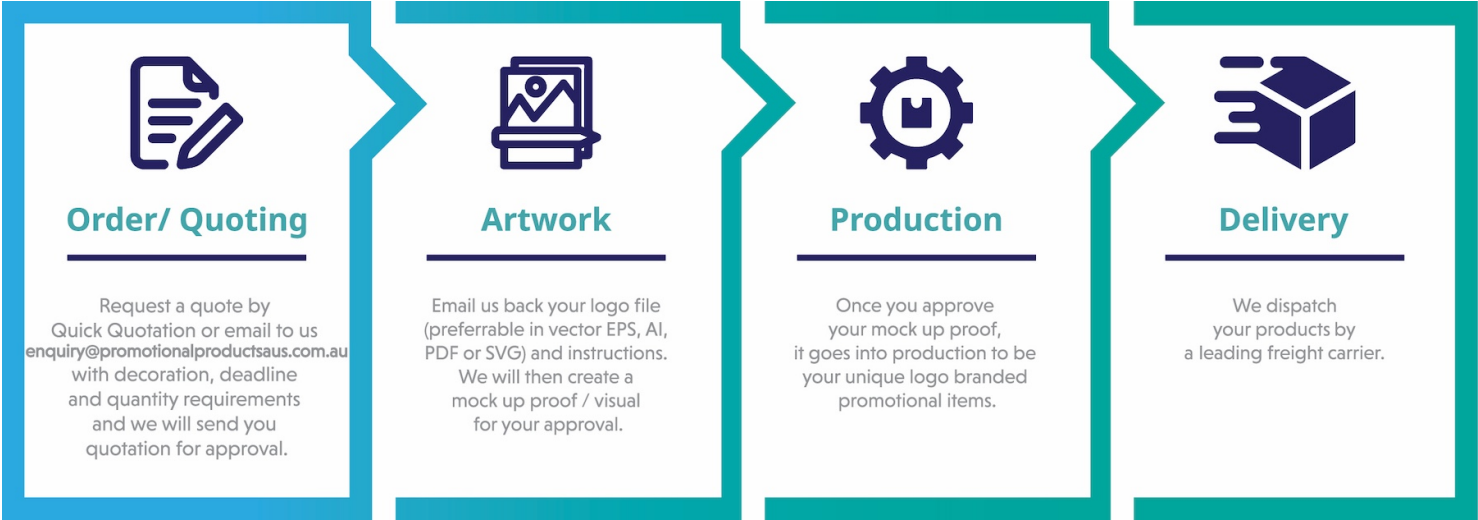 Order/ Quoting
Request a quote by
Quick Quotation or email to us
enquiry@promotionalproductsaus.com.au
with decoration, deadline
and quantity requirements
and we will send you
quotation for approval.
Artwork
Email us back your logo file
(preferrable in vector EPS, AI,
PDF or SVG) and instructions.
We will then create a
mock up proof / visual
for your approval.
Production
Once you approve
your mock up proof,
it goes into production to be
your unique logo branded
promotional items.
Delivery
We dispatch
your products by
a leading freight carrier.